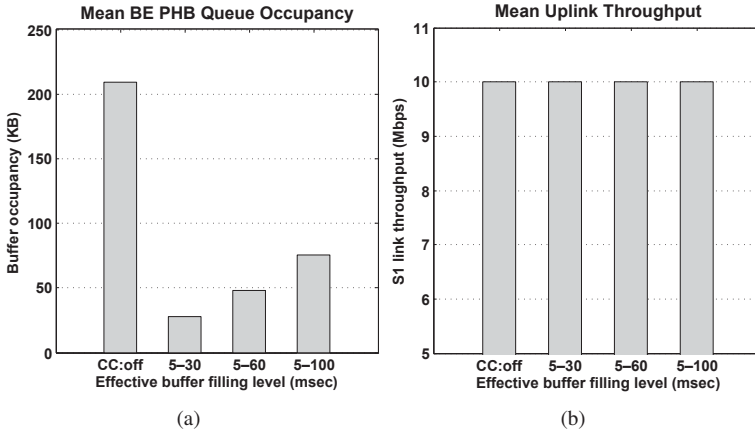 Mean BE PHB Queue Occupancy
250
200
150
100
50
0
Buffer occupancy (KB)
CC:off 5–30 5–60 5–100
Effective buffer filling level (msec)
(a)
Mean Uplink Throughput
11
10
9
8
7
6
5
S1 link throughput (Mbps)
CC:off 5–30 5–60 5–100
Effective buffer filling level (msec)
(b)